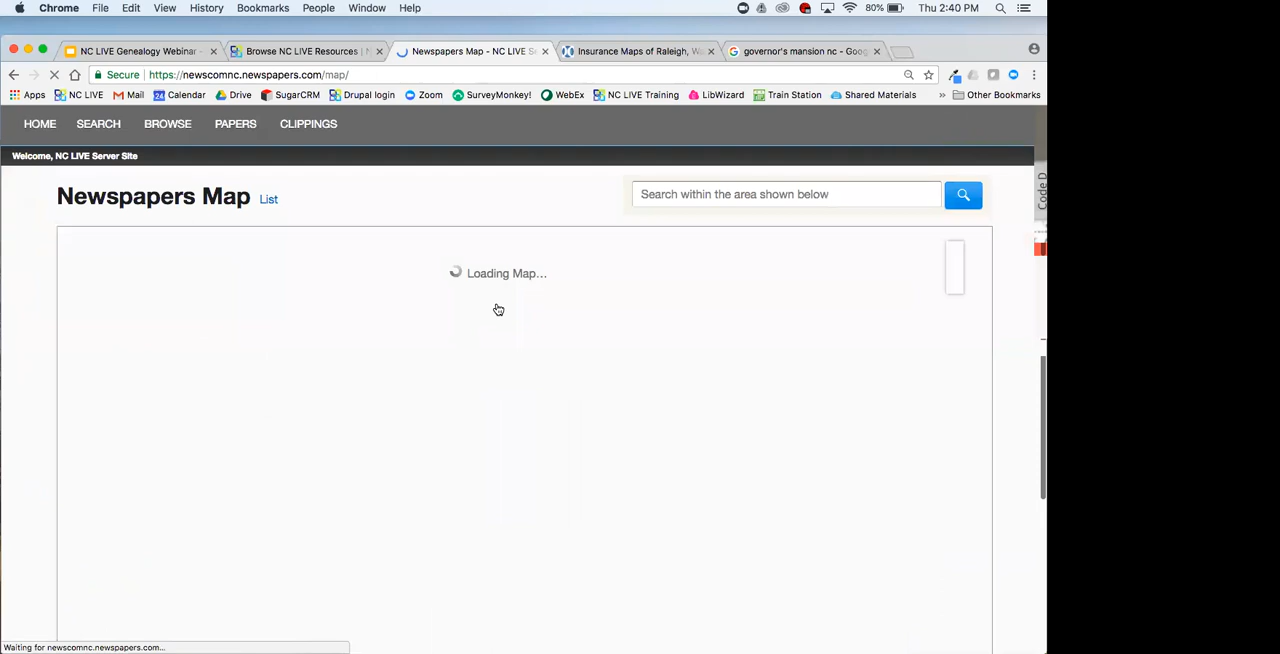 Chrome File Edit View History Bookmarks People Window Help 80% Thu 2:40 PM
NC LIVE Genealogy Webinar - Browse NC LIVE Resources | N Newspapers Map - NC LIVE Se Insurance Maps of Raleigh, Wa governor's mansion nc - Goog
Secure https://newscomnc.newspapers.com/map/
Apps NC LIVE Mail Calendar Drive SugarCRM Drupal login Zoom SurveyMonkey! WebEx NC LIVE Training LibWizard Train Station Shared Materials » Other Bookmarks
HOME SEARCH BROWSE PAPERS CLIPPINGS
Welcome, NC LIVE Server Site
Code D
Newspapers Map List Search within the area shown below
Loading Map...
Waiting for newscomnc.newspapers.com...